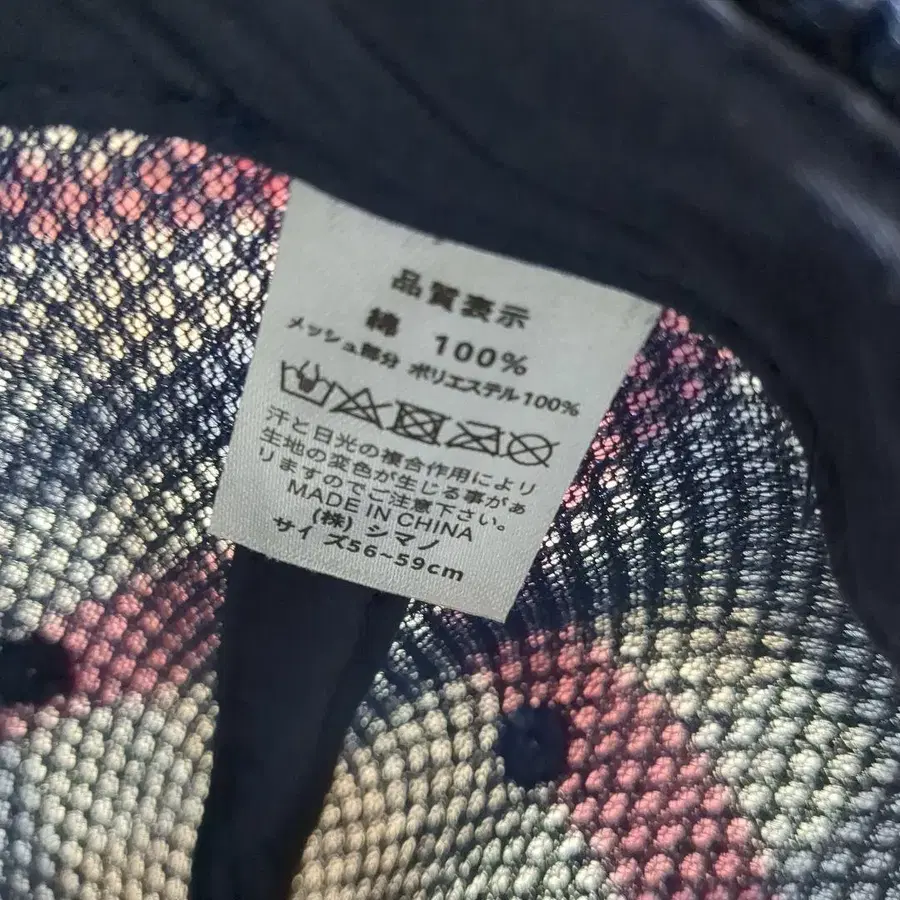 品質表示
綿 100%
メッシュ部分 ポリエステル100%
汗と日光の複合作用により
生地の変色が生じる事があ
りますのでご注意下さい。
MADE IN CHINA
(株) シマノ
サイズ56~59cm